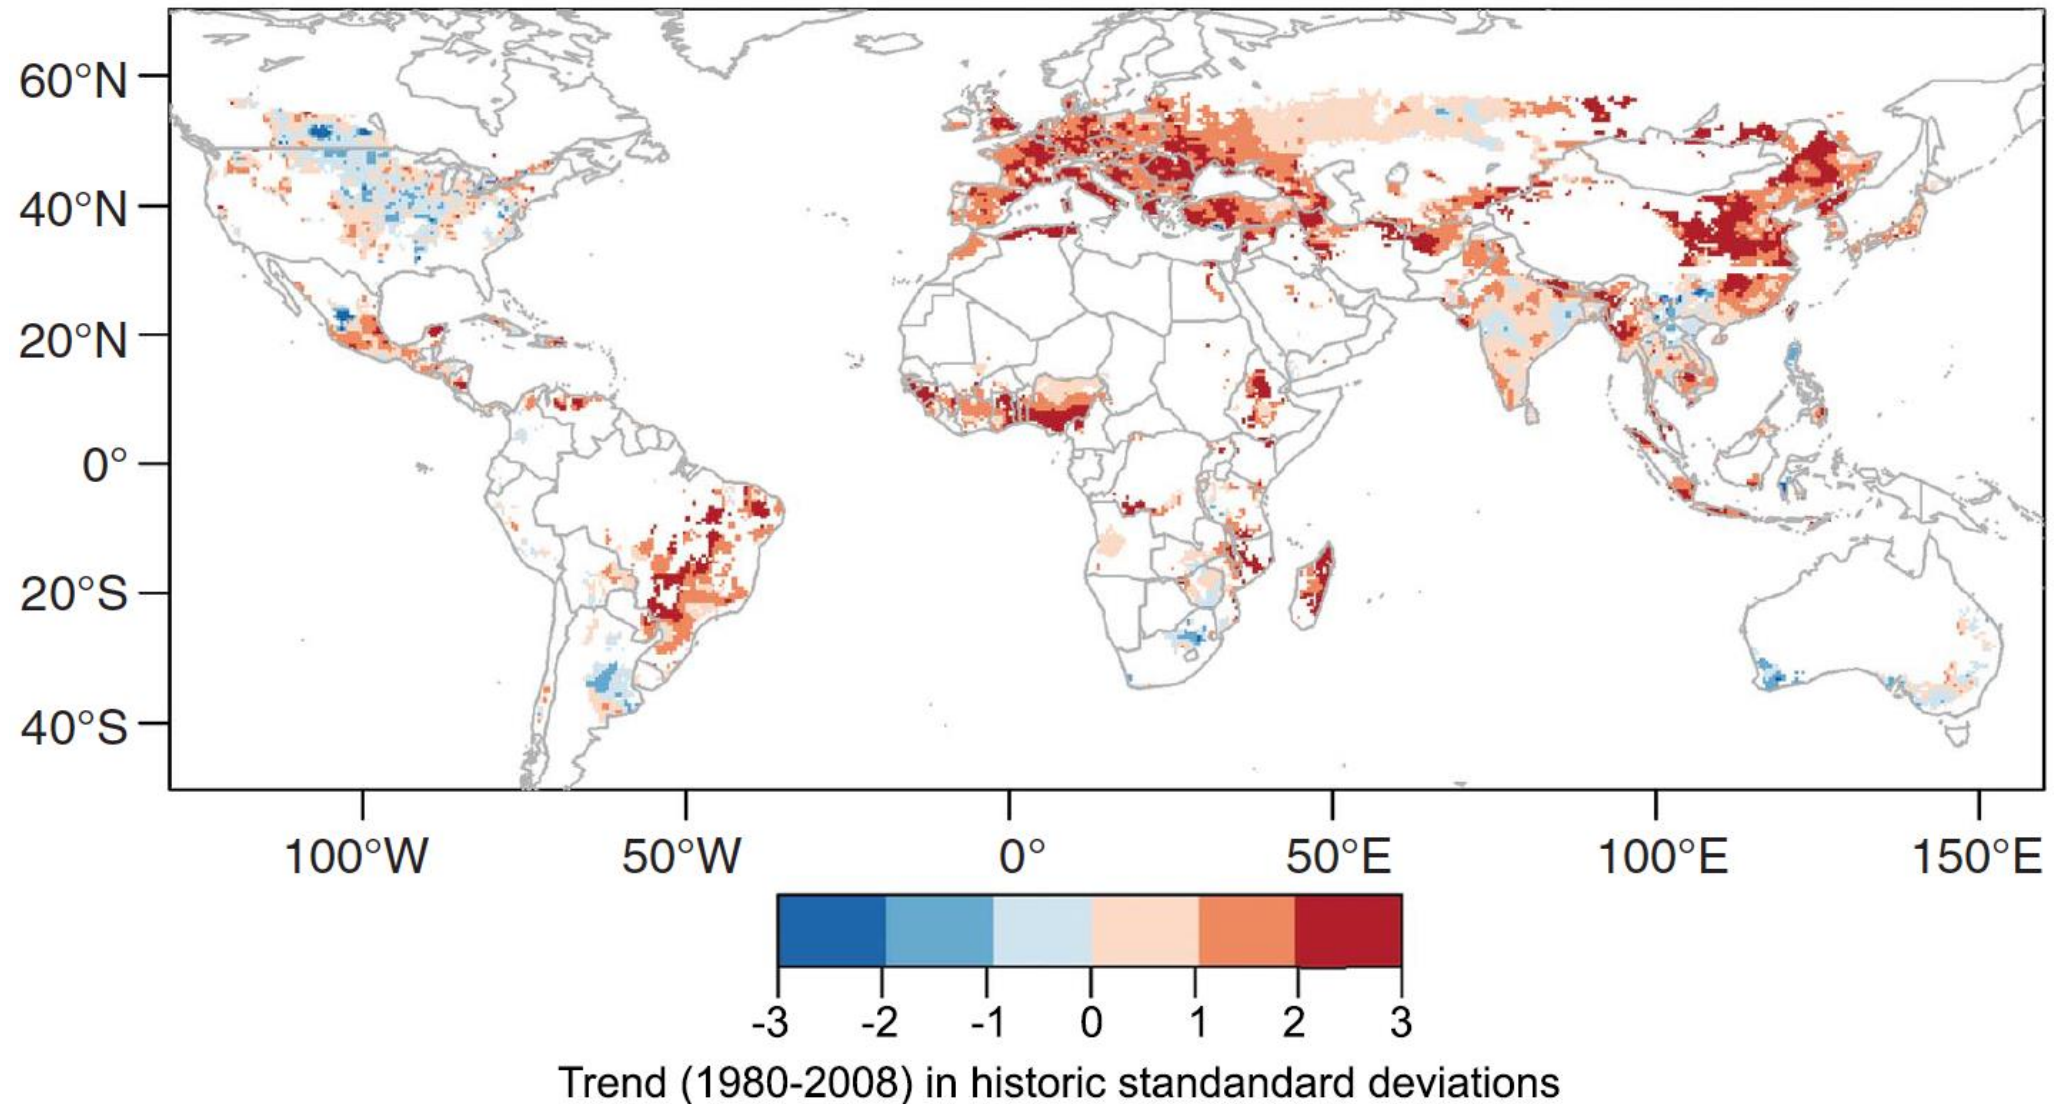 60°N
40°N
20°N
0°
20°S
40°S
100°W 50°W 0° 50°E 100°E 150°E
-3 -2 -1 0 1 2 3
Trend (1980-2008) in historic standandard deviations